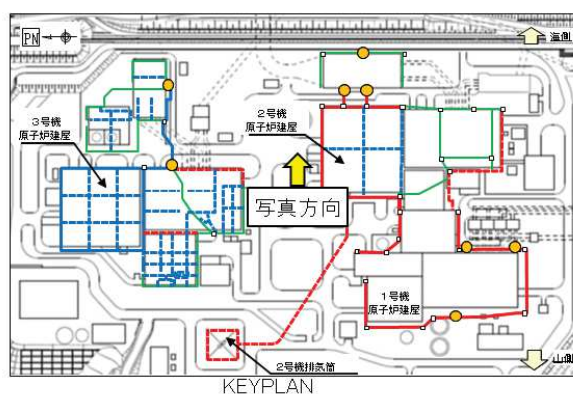 PN
海側
3号機
原子炉建屋
2号機
原子炉建屋
写真方向
1号機
原子炉建屋
山側
2号機排気筒
KEYPLAN